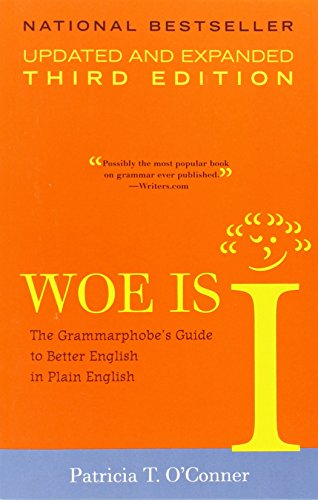 NATIONAL BESTSELLER
UPDATED AND EXPANDED
THIRD EDITION
“Possibly the most popular book
on grammar ever published.”
—Writers.com
WOE IS I
The Grammarphobe's Guide
to Better English
in Plain English
Patricia T. O'Conner